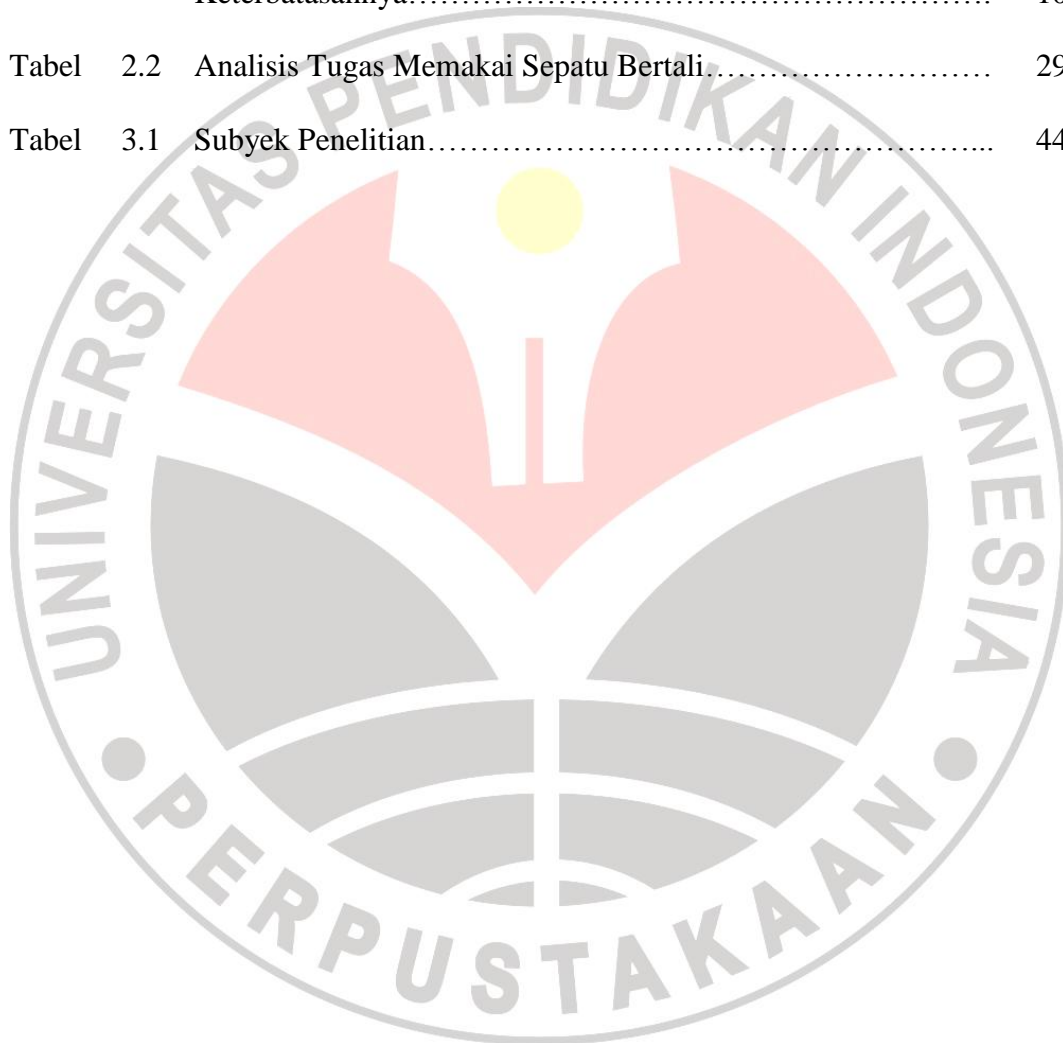 Keterbatasannya………………………………………………….
Tabel 2.2 Analisis Tugas Memakai Sepatu Bertali……………………… 29
Tabel 3.1 Subyek Penelitian……………………………………………... 44
UNIVERSITAS PENDIDIKAN INDONESIA
PERPUSTAKAAN